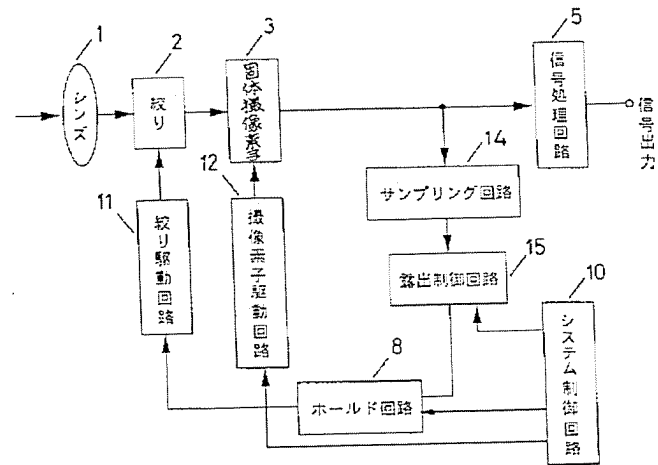 1
レンズ
2
絞り
3
固体撮像素子
5
信号処理回路
信号出力
14
サンプリング回路
15
露出制御回路
11
絞り駆動回路
12
撮像素子駆動回路
8
ホールド回路
10
システム制御回路